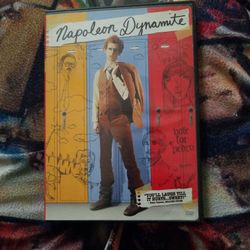 Napoleon Dynamite
vote for
pedro
"YOU'LL LAUGH TILL
IT HURTS...SWEET!"